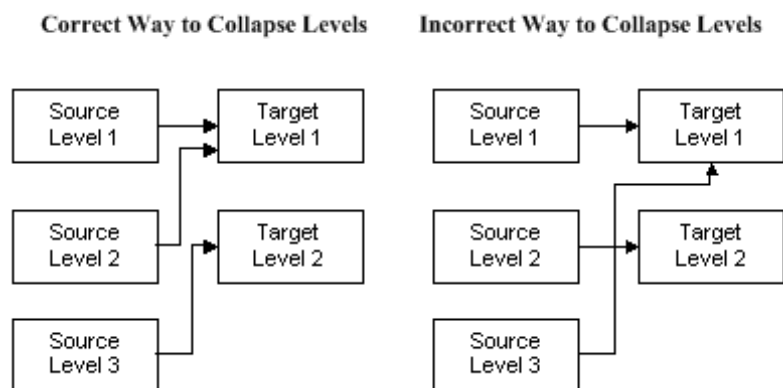 Correct Way to Collapse Levels
Source
Level 1
Target
Level 1
Source
Level 2
Target
Level 2
Source
Level 3
Incorrect Way to Collapse Levels
Source
Level 1
Target
Level 1
Source
Level 2
Target
Level 2
Source
Level 3